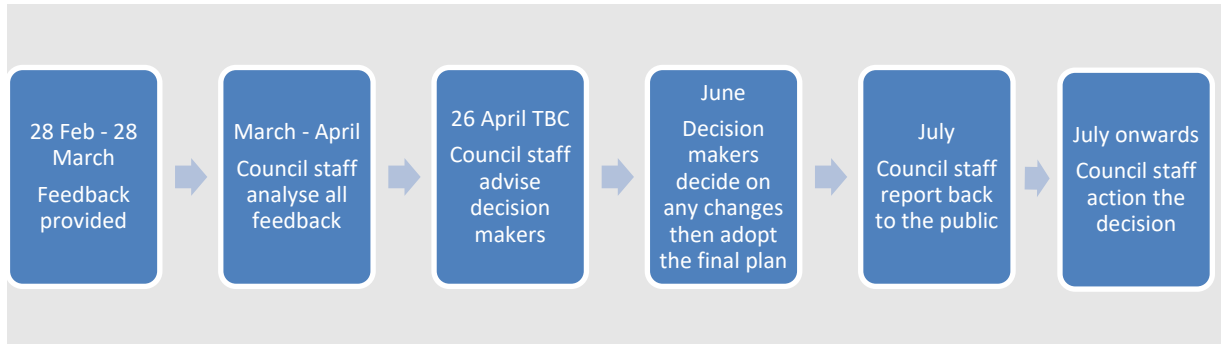 28 Feb - 28
March
Feedback
provided
March - April
Council staff
analyse all
feedback
26 April TBC
Council staff
advise
decision
makers
June
Decision
makers
decide on
any changes
then adopt
the final plan
July
Council staff
report back
to the public
July onwards
Council staff
action the
decision